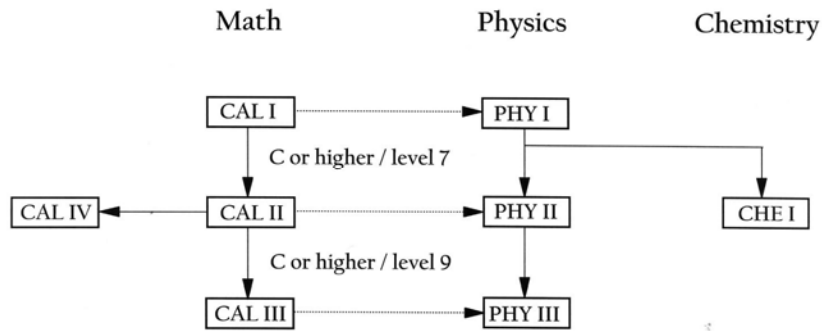 Math Physics Chemistry
CAL I PHY I
C or higher / level 7
CAL IV CAL II PHY II CHE I
C or higher / level 9
CAL III PHY III